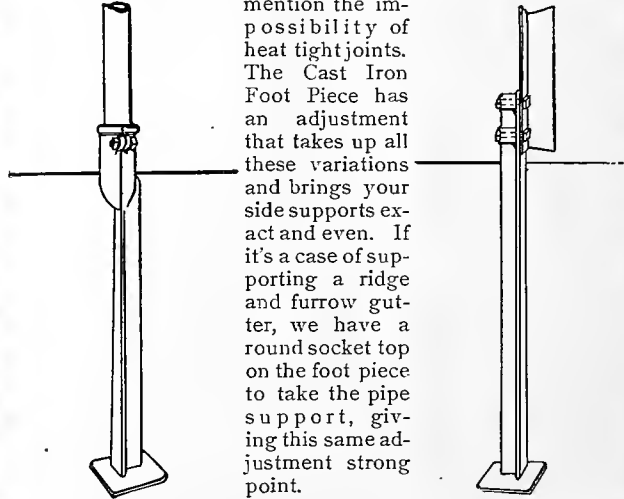 mention the im-
possibility of
heat tight joints.
The Cast Iron
Foot Piece has
an adjustment
that takes up all
these variations
and brings your
side supports ex-
act and even. If
it's a case of sup-
porting a ridge
and furrow gut-
ter, we have a
round socket top
on the foot piece
to take the pipe
support, giv-
ing this same ad-
justment strong
point.